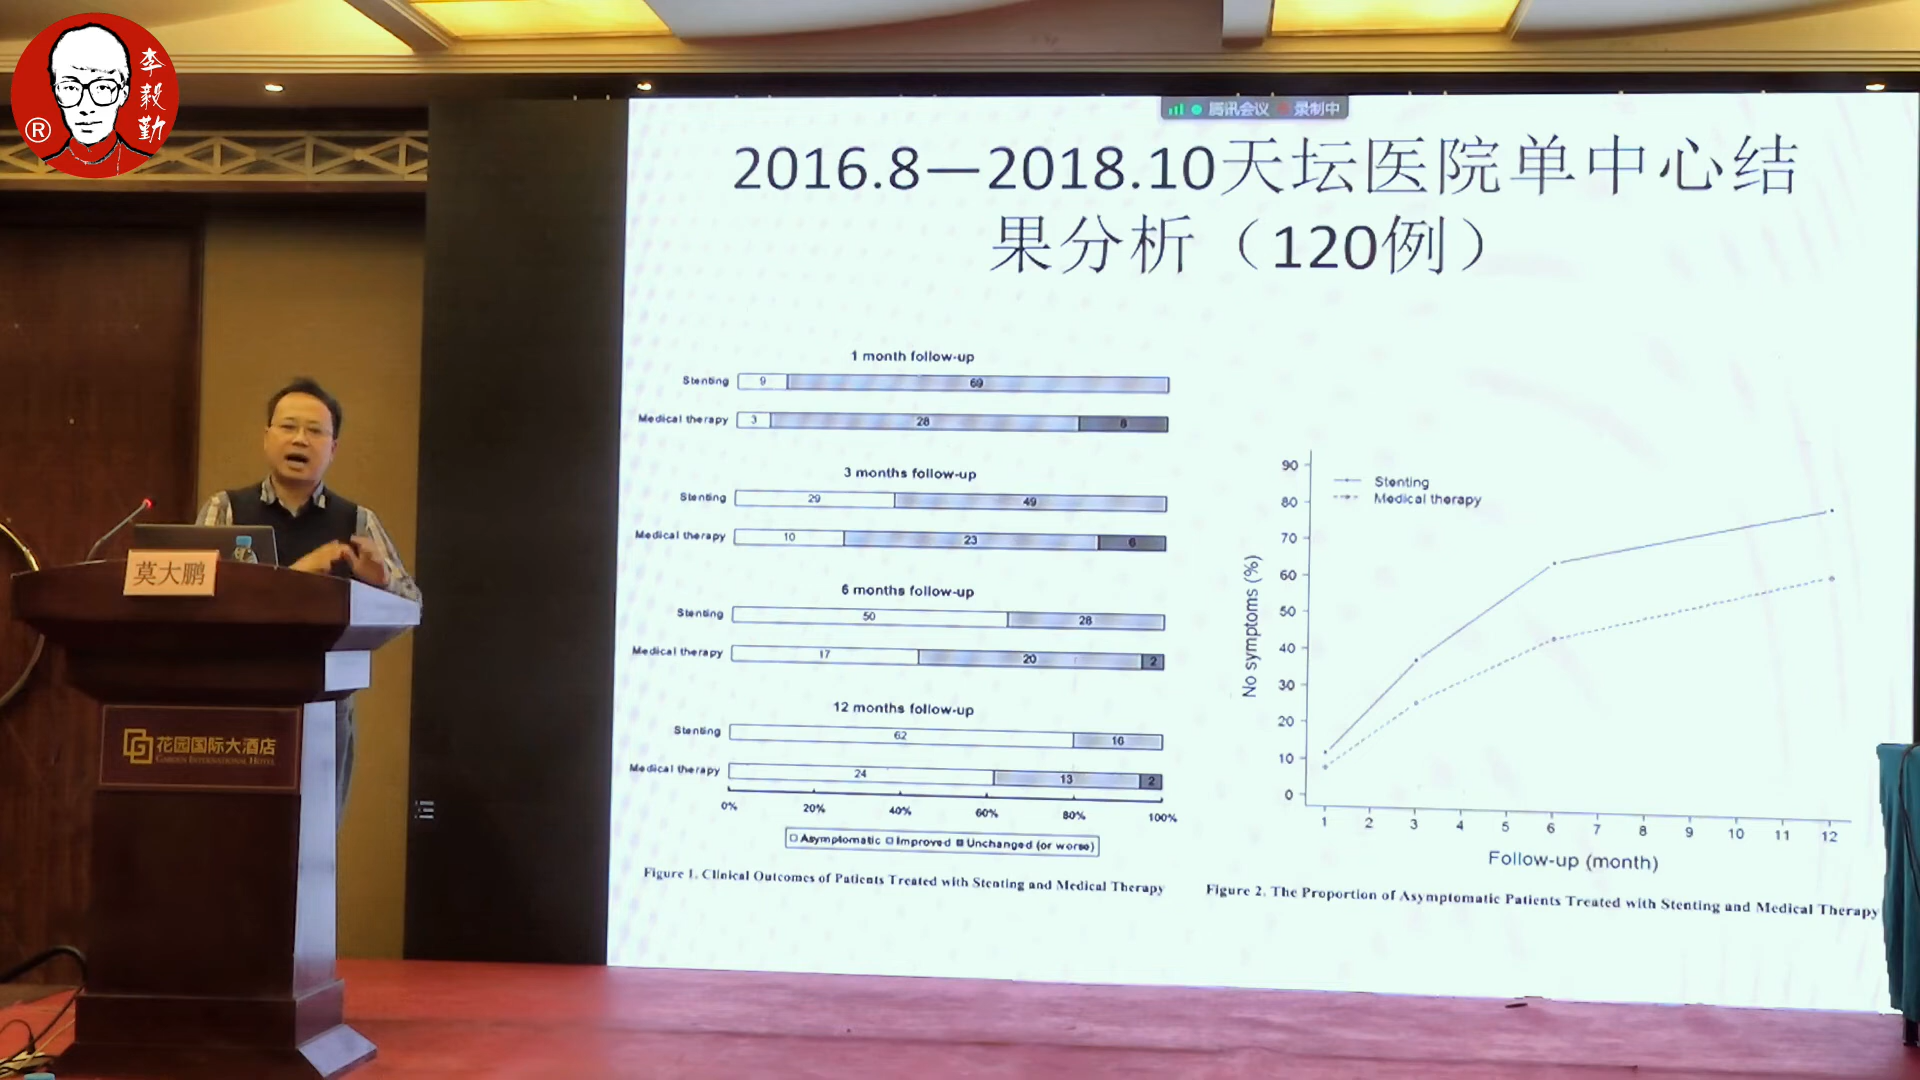 李毅勤
®
腾讯会议 录制中
2016.8—2018.10天坛医院单中心结
果分析（120例）
1 month follow-up
Stenting 9 69
Medical therapy 3 28 8
3 months follow-up
Stenting 29 49
Medical therapy 10 23 6
6 months follow-up
Stenting 50 28
Medical therapy 17 20 2
12 months follow-up
Stenting 62 16
Medical therapy 24 13 2
0% 20% 40% 60% 80% 100%
Asymptomatic Improved Unchanged (or worse)
Figure 1. Clinical Outcomes of Patients Treated with Stenting and Medical Therapy
Stenting
Medical therapy
No symptoms (%)
90
80
70
60
50
40
30
20
10
0
1 2 3 4 5 6 7 8 9 10 11 12
Follow-up (month)
Figure 2. The Proportion of Asymptomatic Patients Treated with Stenting and Medical Therapy
莫大鹏
花园国际大酒店
GARDEN INTERNATIONAL HOTEL